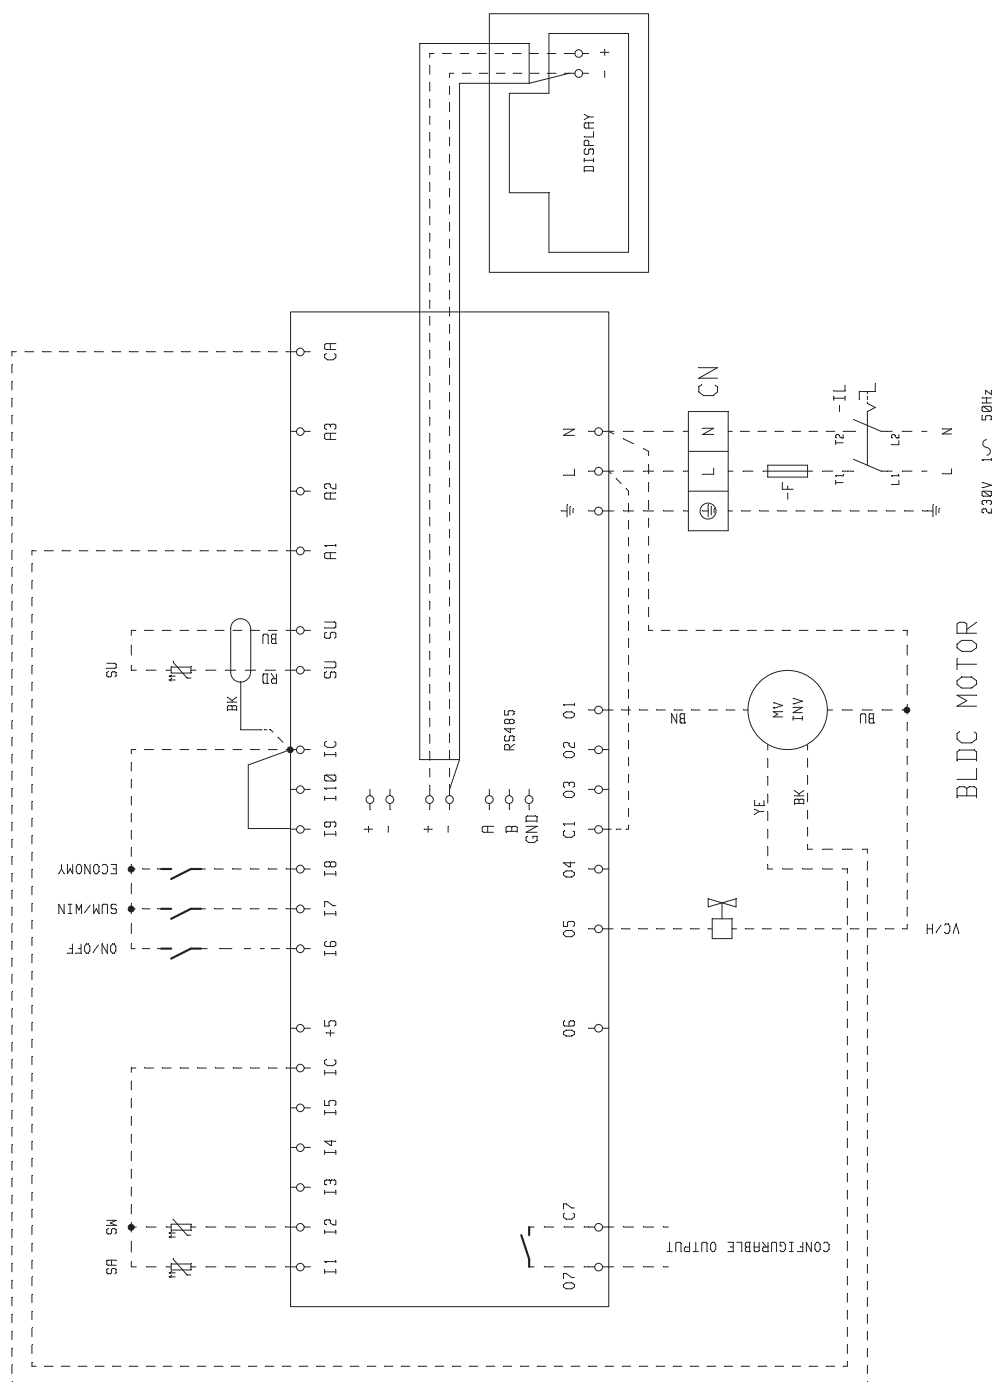 +
-
DISPLAY
CA
A3
A2
A1
SU
SU
IC
I10
I9
I8
I7
I6
+5
IC
I5
I4
I3
I2
I1
SU
BU
RD
BK
ECONOMY
SUM/WIN
ON/OFF
SW
SA
+
-
+
-
A
B
GND
RS485
N
L
O1
O2
O3
C1
O4
O5
O6
C7
O7
CN
N
L
-F
-IL
T2
T1
L2
L1
N
L
230V 1 50Hz
BN
MV
INV
BU
YE
BK
BLDC MOTOR
VC/H
CONFIGURABLE OUTPUT